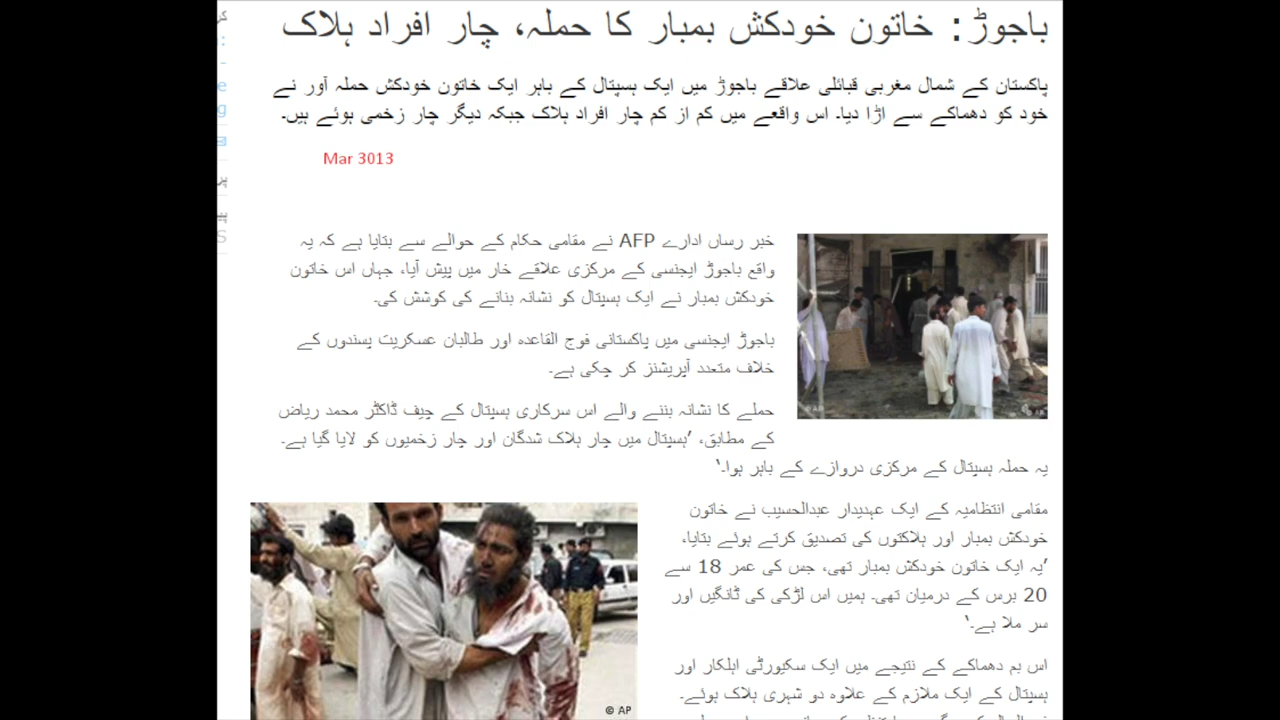 باجوڑ: خاتون خودکش بمبار کا حملہ، چار افراد ہلاک
پاکستان کے شمال مغربی قبائلی علاقے باجوڑ میں ایک ہسپتال کے باہر ایک خاتون خودکش حملہ آور نے
خود کو دھماکے سے اڑا دیا۔ اس واقعے میں کم از کم چار افراد ہلاک جبکہ دیگر چار زخمی ہوئے ہیں۔
Mar 3013
خبر رساں ادارے AFP نے مقامی حکام کے حوالے سے بتایا ہے کہ یہ
واقع باجوڑ ایجنسی کے مرکزی علاقے خار میں پیش آیا، جہاں اس خاتون
خودکش بمبار نے ایک ہسپتال کو نشانہ بنانے کی کوشش کی۔
باجوڑ ایجنسی میں پاکستانی فوج القاعدہ اور طالبان عسکریت پسندوں کے
خلاف متعدد آپریشنز کر چکی ہے۔
حملے کا نشانہ بننے والے اس سرکاری ہسپتال کے چیف ڈاکٹر محمد ریاض
کے مطابق، ’ہسپتال میں چار ہلاک شدگان اور چار زخمیوں کو لایا گیا ہے۔
یہ حملہ ہسپتال کے مرکزی دروازے کے باہر ہوا۔‘
مقامی انتظامیہ کے ایک عہدیدار عبدالحسیب نے خاتون
خودکش بمبار اور ہلاکتوں کی تصدیق کرتے ہوئے بتایا،
’یہ ایک خاتون خودکش بمبار تھی، جس کی عمر 18 سے
20 برس کے درمیان تھی۔ ہمیں اس لڑکی کی ٹانگیں اور
سر ملا ہے۔‘
© AP
اس بم دھماکے کے نتیجے میں ایک سکیورٹی اہلکار اور
ہسپتال کے ایک ملازم کے علاوہ دو شہری ہلاک ہوئے۔